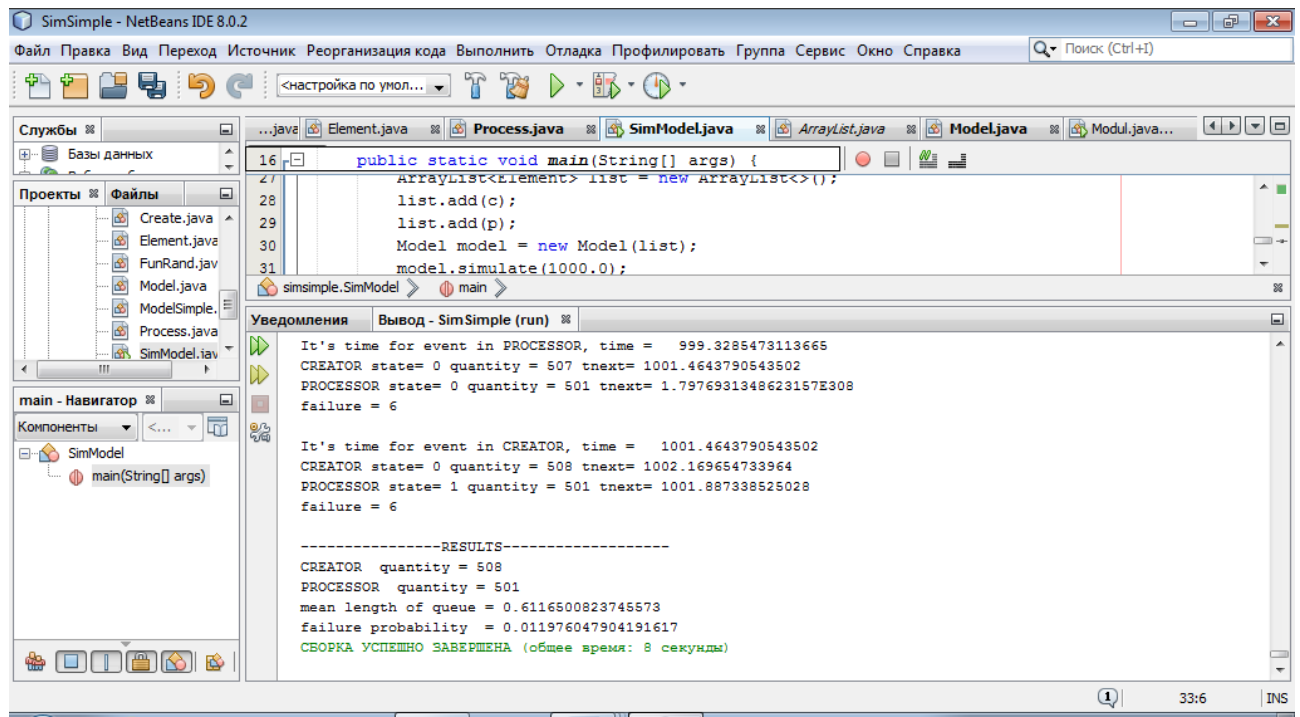 SimSimple - NetBeans IDE 8.0.2
Файл Правка Вид Переход Источник Реорганизация кода Выполнить Отладка Профилировать Группа Сервис Окно Справка
Поиск (Ctrl+I)
<настройка по умол...
Службы
Базы данных
Проекты Файлы
Create.java
Element.java
FunRand.jav
Model.java
ModelSimple.
Process.java
SimModel.jav
main - Навигатор
Компоненты <...
SimModel
main(String[] args)
...java Element.java Process.java SimModel.java ArrayList.java Model.java Modul.java...
16 public static void main(String[] args) {
27 ArrayList<Element> list = new ArrayList<>();
28 list.add(c);
29 list.add(p);
30 Model model = new Model(list);
31 model.simulate(1000.0);
simsimple.SimModel main
Уведомления Вывод - SimSimple (run)
It's time for event in PROCESSOR, time = 999.3285473113665
CREATOR state= 0 quantity = 507 tnext= 1001.4643790543502
PROCESSOR state= 0 quantity = 501 tnext= 1.7976931348623157E308
failure = 6
It's time for event in CREATOR, time = 1001.4643790543502
CREATOR state= 0 quantity = 508 tnext= 1002.169654733964
PROCESSOR state= 1 quantity = 501 tnext= 1001.887338525028
failure = 6
----------------RESULTS-------------------
CREATOR quantity = 508
PROCESSOR quantity = 501
mean length of queue = 0.6116500823745573
failure probability = 0.011976047904191617
СБОРКА УСПЕШНО ЗАВЕРШЕНА (общее время: 8 секунды)
1 33:6 INS